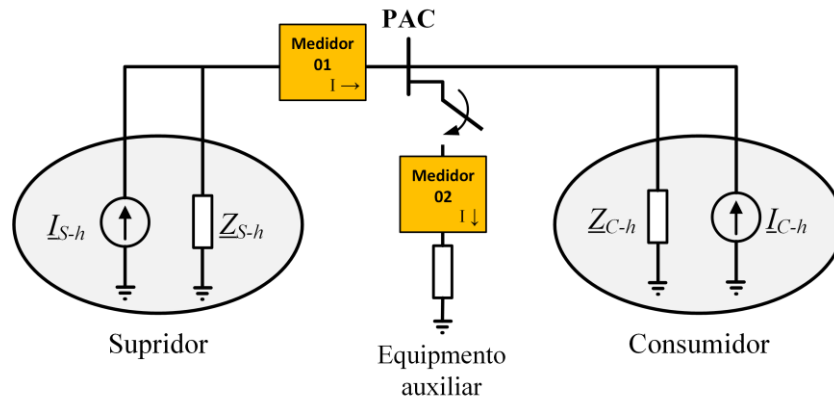 PAC
Medidor
01
I →
Medidor
02
I ↓
I_S-h
Z_S-h
Z_C-h
I_C-h
Supridor
Equipmento
auxiliar
Consumidor